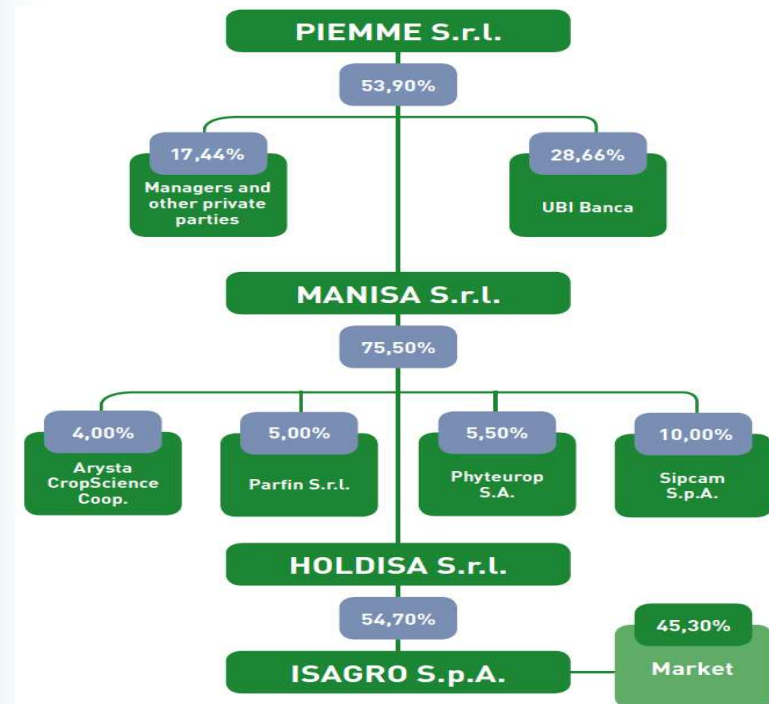 PIEMME S.r.l.
53,90%
17,44%
Managers and
other private
parties
28,66%
UBI Banca
MANISA S.r.l.
75,50%
4,00%
Arysta
CropScience
Coop.
5,00%
Parfin S.r.l.
5,50%
Phyteurop
S.A.
10,00%
Sipcam
S.p.A.
HOLDISA S.r.l.
54,70%
45,30%
Market
ISAGRO S.p.A.